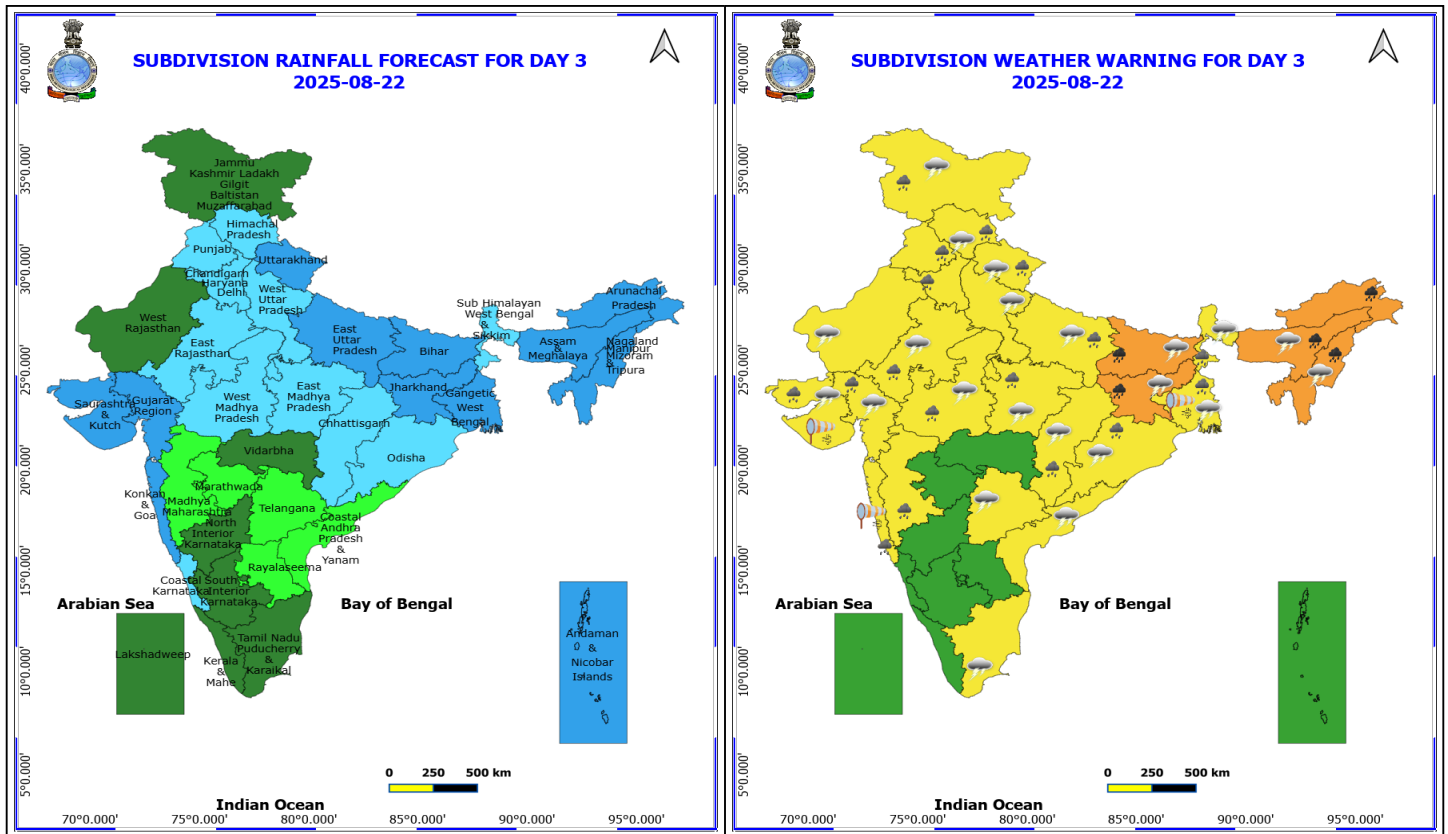 SUBDIVISION RAINFALL FORECAST FOR DAY 3
2025-08-22
40°0.000'
35°0.000'
30°0.000'
25°0.000'
20°0.000'
15°0.000'
10°0.000'
5°0.000'
Jammu
Kashmir Ladakh
Gilgit
Baltistan
Muzaffarabad
Himachal
Pradesh
Punjab
Uttarakhand
Chandigarh
Haryana
Delhi
West
Uttar
Pradesh
West
Rajasthan
East
Rajasthan
East
Uttar
Pradesh
Bihar
Sub Himalayan
West Bengal
&
Sikkim
Arunachal
Pradesh
Assam
&
Meghalaya
Nagaland
Manipur
Mizoram
&
Tripura
Jharkhand
Gangetic
West
Bengal
Saurashtra
&
Kutch
Gujarat
Region
West
Madhya
Pradesh
East
Madhya
Pradesh
Chhattisgarh
Odisha
Vidarbha
Marathwada
Madhya
Maharashtra
Konkan
&
Goa
Telangana
North
Interior
Karnataka
Coastal
Andhra
Pradesh
&
Yanam
Rayalaseema
Coastal
Karnataka
South
Interior
Karnataka
Arabian Sea
Bay of Bengal
Lakshadweep
Tamil Nadu
Puducherry
&
Karaikal
Kerala
&
Mahe
Andaman
&
Nicobar
Islands
0 250 500 km
Indian Ocean
70°0.000' 75°0.000' 80°0.000' 85°0.000' 90°0.000' 95°0.000'
SUBDIVISION WEATHER WARNING FOR DAY 3
2025-08-22
40°0.000'
35°0.000'
30°0.000'
25°0.000'
20°0.000'
15°0.000'
10°0.000'
5°0.000'
Arabian Sea
Bay of Bengal
0 250 500 km
Indian Ocean
70°0.000' 75°0.000' 80°0.000' 85°0.000' 90°0.000' 95°0.000'